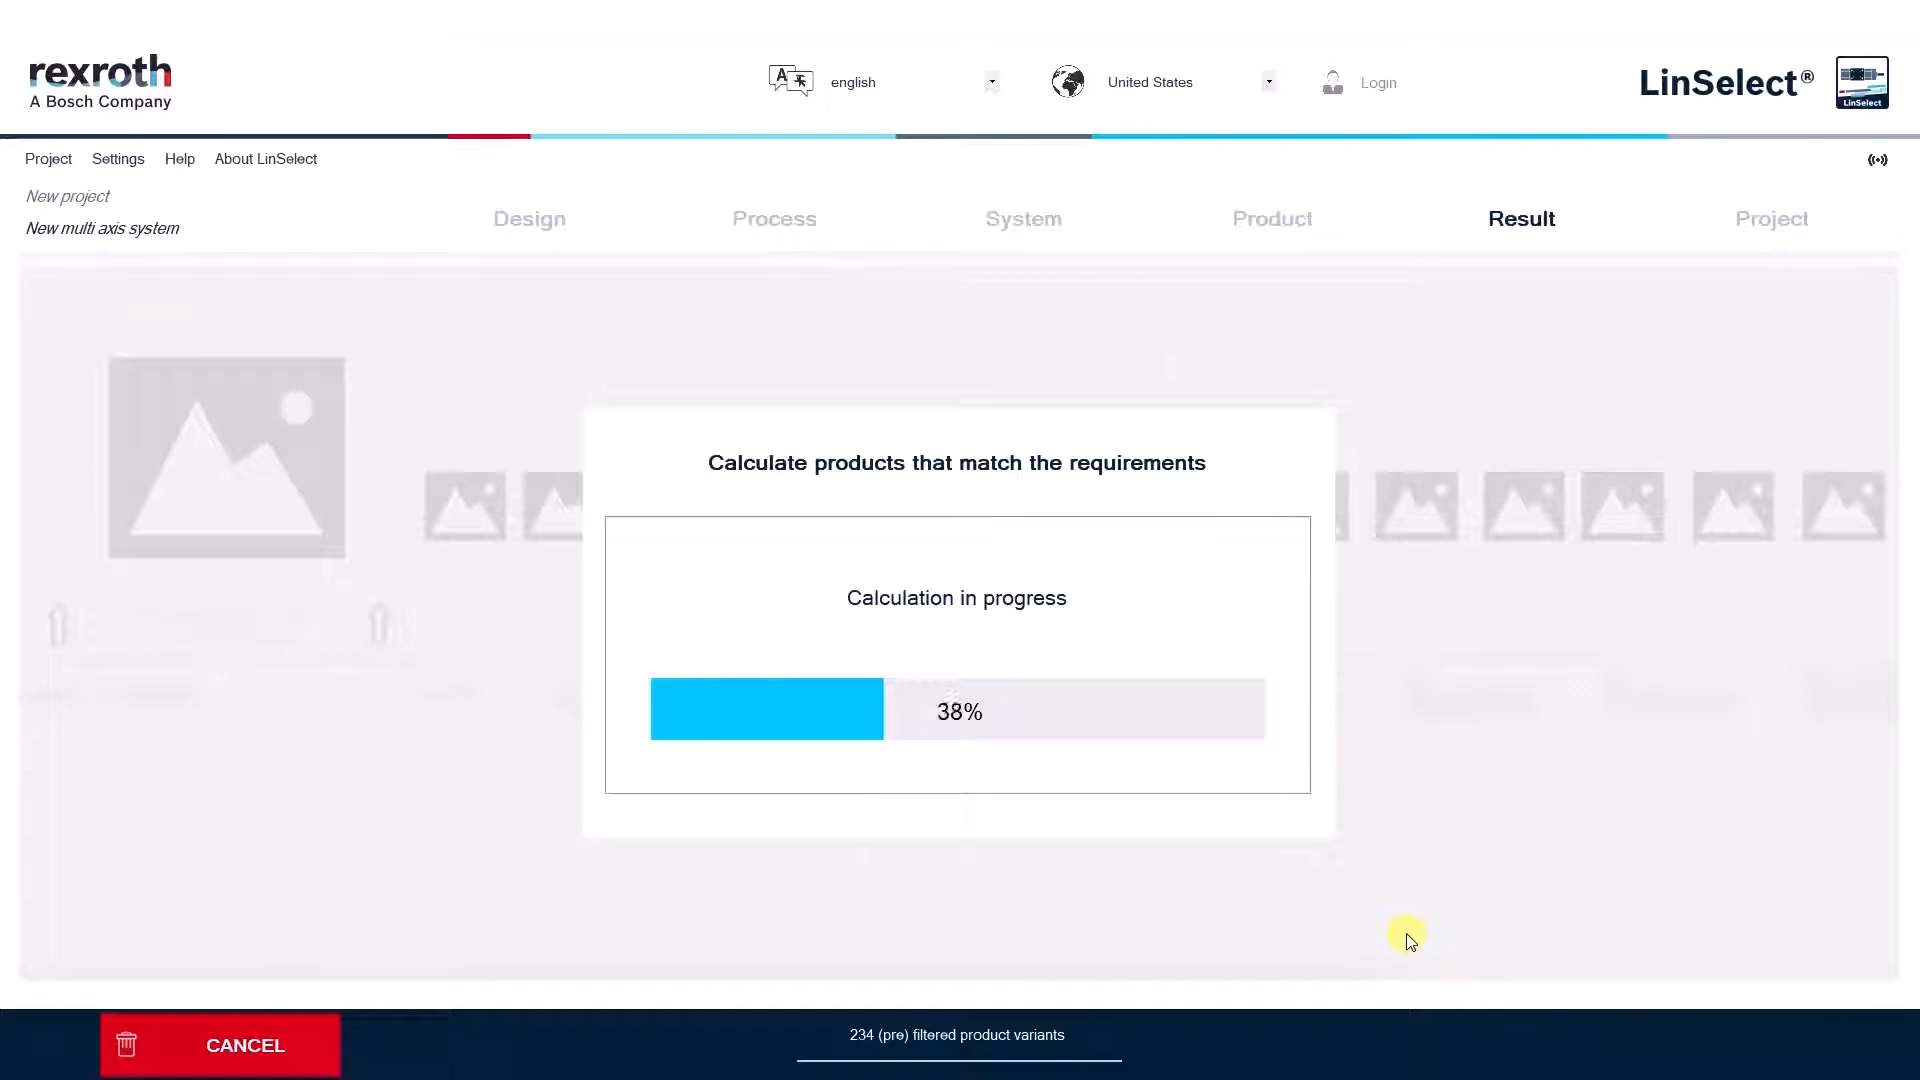 rexroth
A Bosch Company
english
United States
Login
LinSelect®
LinSelect
Project Settings Help About LinSelect
New project
New multi axis system
Design Process System Product Result Project
Calculate products that match the requirements
Calculation in progress
38%
CANCEL
234 (pre) filtered product variants